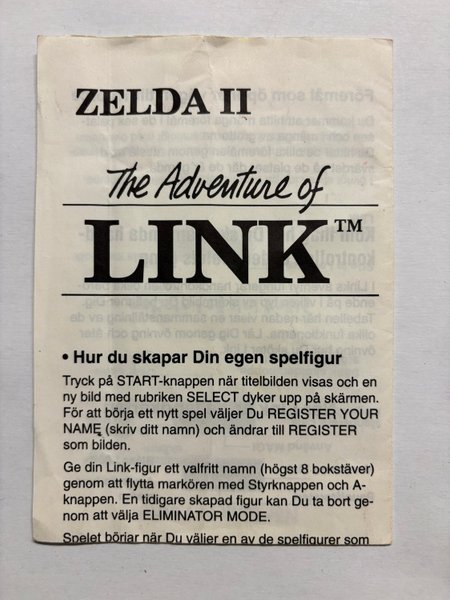 ZELDA II
The Adventure of
LINK™
• Hur du skapar Din egen spelfigur
Tryck på START-knappen när titelbilden visas och en
ny bild med rubriken SELECT dyker upp på skärmen.
För att börja ett nytt spel väljer Du REGISTER YOUR
NAME (skriv ditt namn) och ändrar till REGISTER
som bilden.
Ge din Link-figur ett valfritt namn (högst 8 bokstäver)
genom att flytta markören med Styrknappen och A-
knappen. En tidigare skapad figur kan Du ta bort ge-
nom att välja ELIMINATOR MODE.
Spelet börjar när Du väljer en av de spelfigurer som